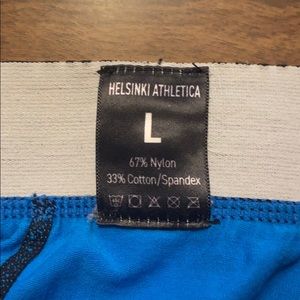 HELSINKI ATHLETICA
L
67% Nylon
33% Cotton/Spandex